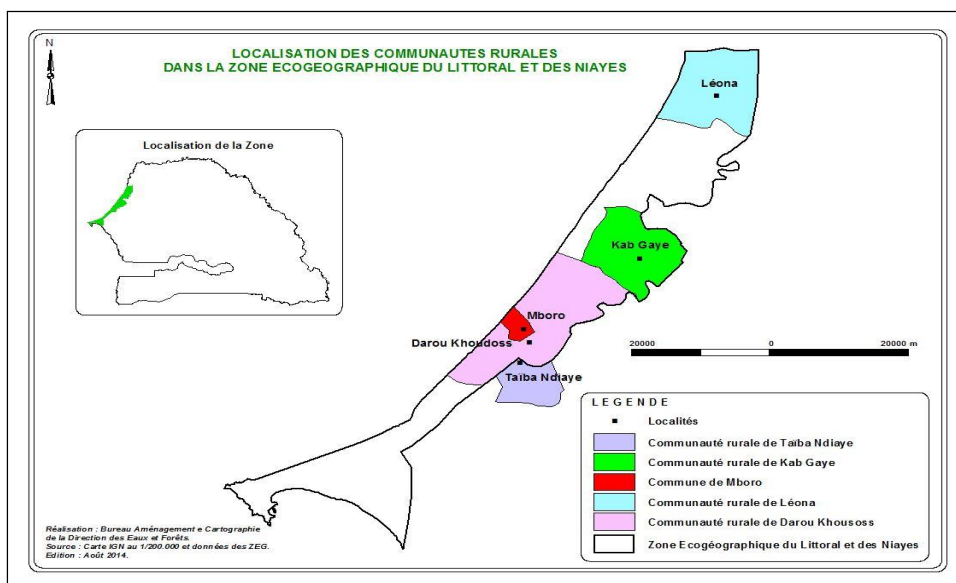 N
LOCALISATION DES COMMUNAUTES RURALES
DANS LA ZONE ECOGEOGRAPHIQUE DU LITTORAL ET DES NIAYES
Localisation de la Zone
Léona
Kab Gaye
Mboro
Darou Khoudoss
Taïba Ndiaye
20000 0 20000 m
LEGENDE
Localités
Communauté rurale de Taïba Ndiaye
Communauté rurale de Kab Gaye
Commune de Mboro
Communauté rurale de Léona
Communauté rurale de Darou Khousoss
Zone Ecogéographique du Littoral et des Niayes
Réalisation : Bureau Aménagement e Cartographie
de la Direction des Eaux et Forêts.
Source : Carte IGN au 1/200.000 et données des ZEG.
Edition : Août 2014.